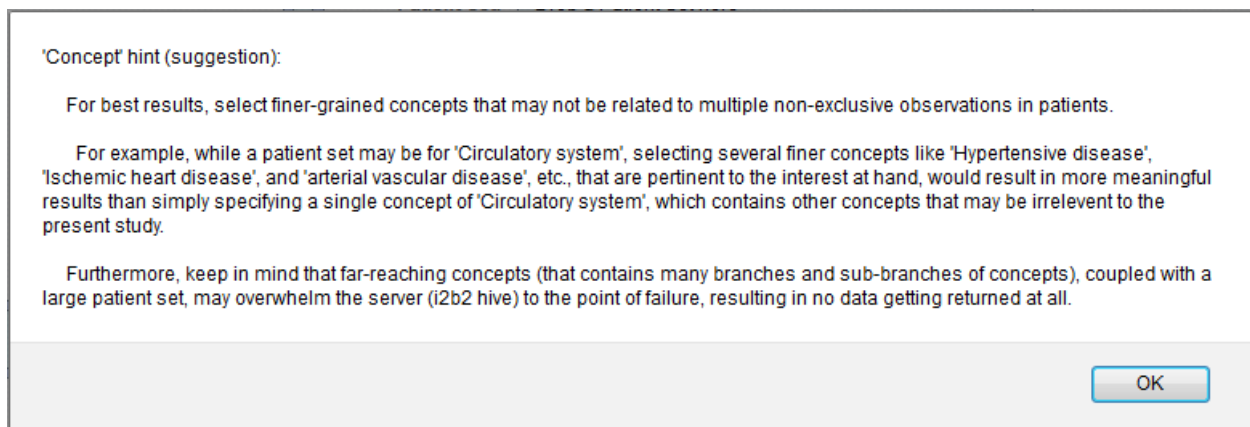 'Concept' hint (suggestion):
For best results, select finer-grained concepts that may not be related to multiple non-exclusive observations in patients.
For example, while a patient set may be for 'Circulatory system', selecting several finer concepts like 'Hypertensive disease',
'Ischemic heart disease', and 'arterial vascular disease', etc., that are pertinent to the interest at hand, would result in more meaningful
results than simply specifying a single concept of 'Circulatory system', which contains other concepts that may be irrelevent to the
present study.
Furthermore, keep in mind that far-reaching concepts (that contains many branches and sub-branches of concepts), coupled with a
large patient set, may overwhelm the server (i2b2 hive) to the point of failure, resulting in no data getting returned at all.
OK